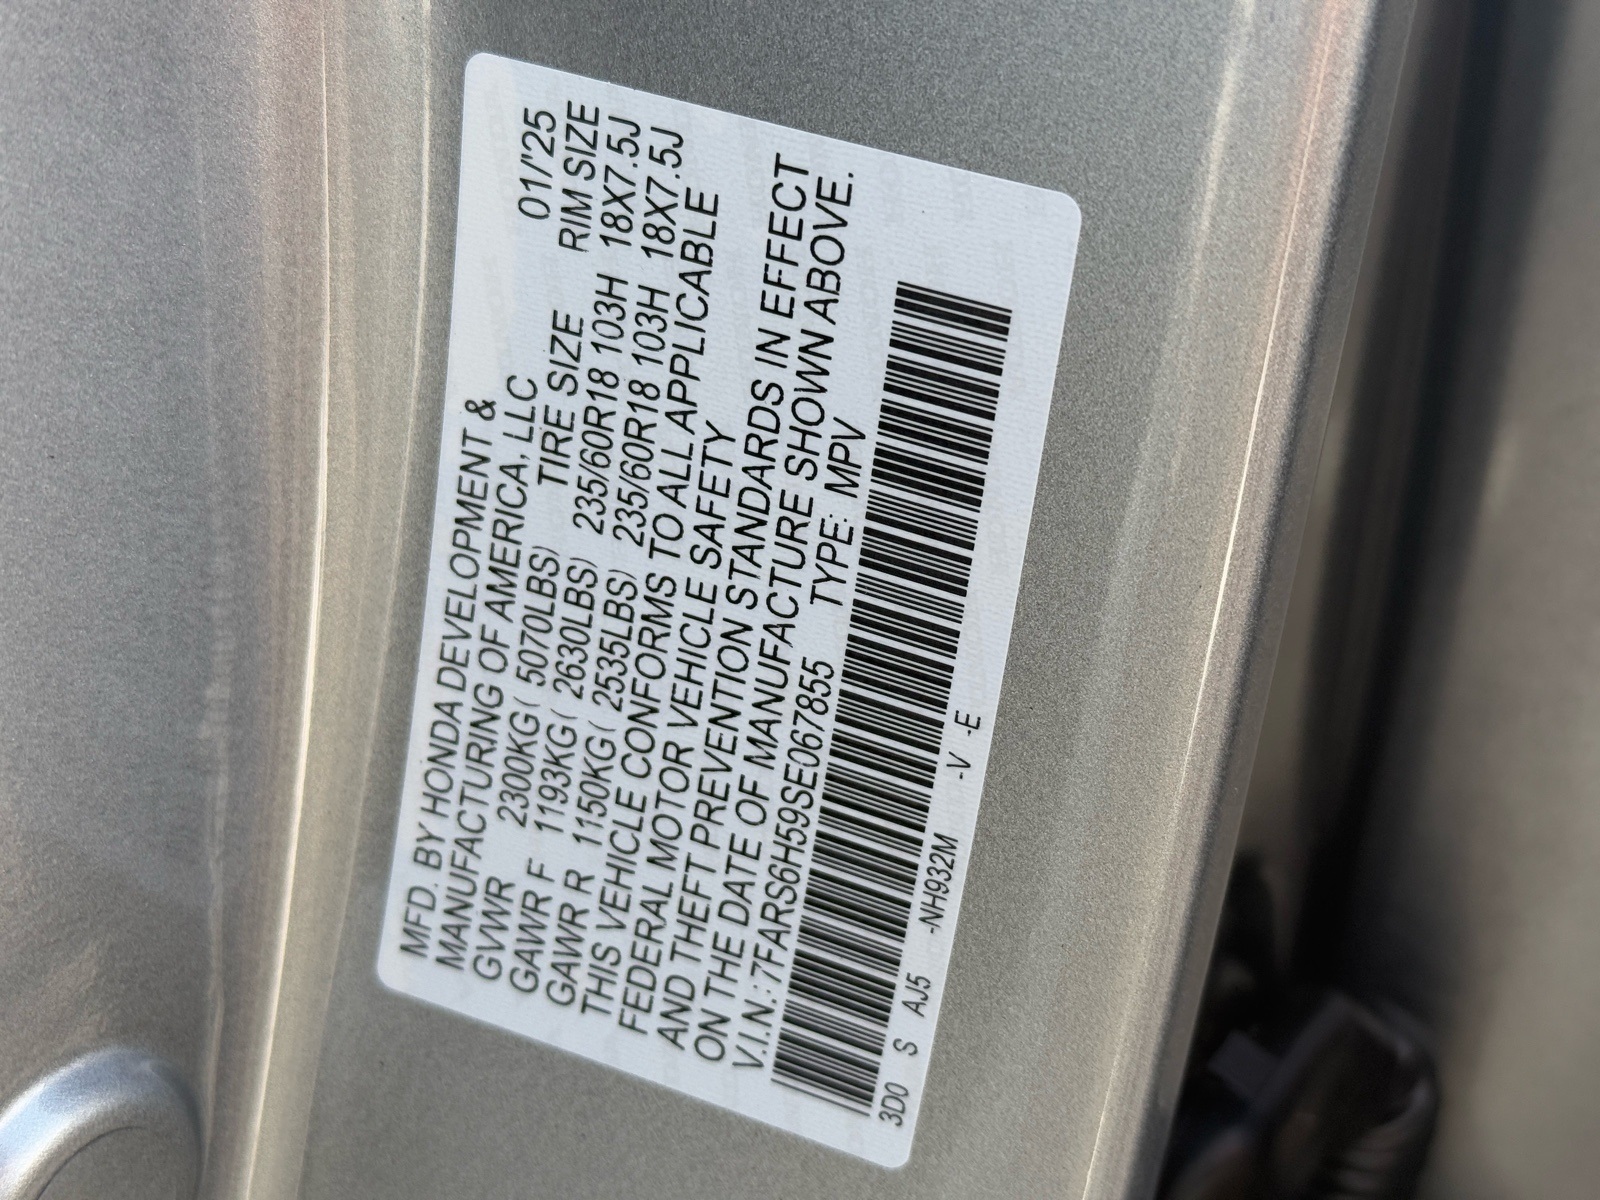 MFD. BY HONDA DEVELOPMENT &
MANUFACTURING OF AMERICA, LLC 01/'25
GVWR 2300KG( 5070LBS) TIRE SIZE RIM SIZE
GAWR F 1193KG( 2630LBS) 235/60R18 103H 18X7.5J
GAWR R 1150KG( 2535LBS) 235/60R18 103H 18X7.5J
THIS VEHICLE CONFORMS TO ALL APPLICABLE
FEDERAL MOTOR VEHICLE SAFETY
AND THEFT PREVENTION STANDARDS IN EFFECT
ON THE DATE OF MANUFACTURE SHOWN ABOVE.
V.I.N.:7FARS6H59SE067855 TYPE: MPV
3D0 S AJ5 -NH932M -V -E